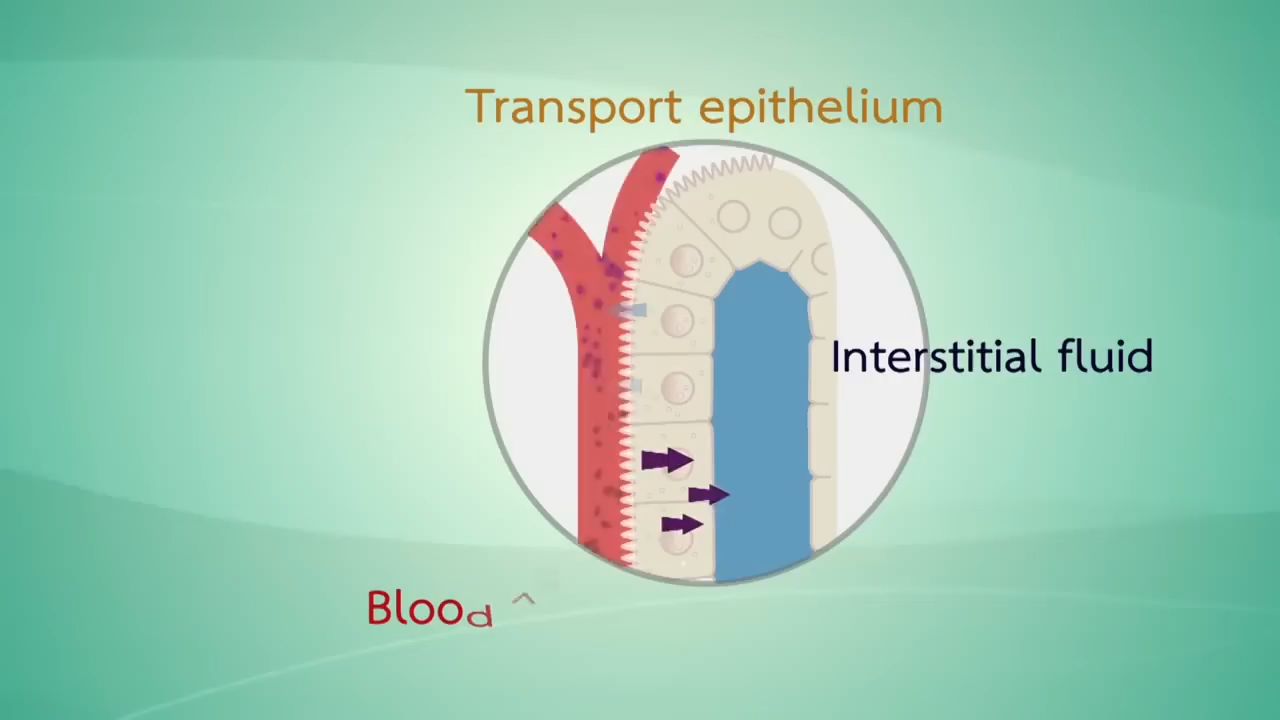 Transport epithelium
Interstitial fluid
Blood